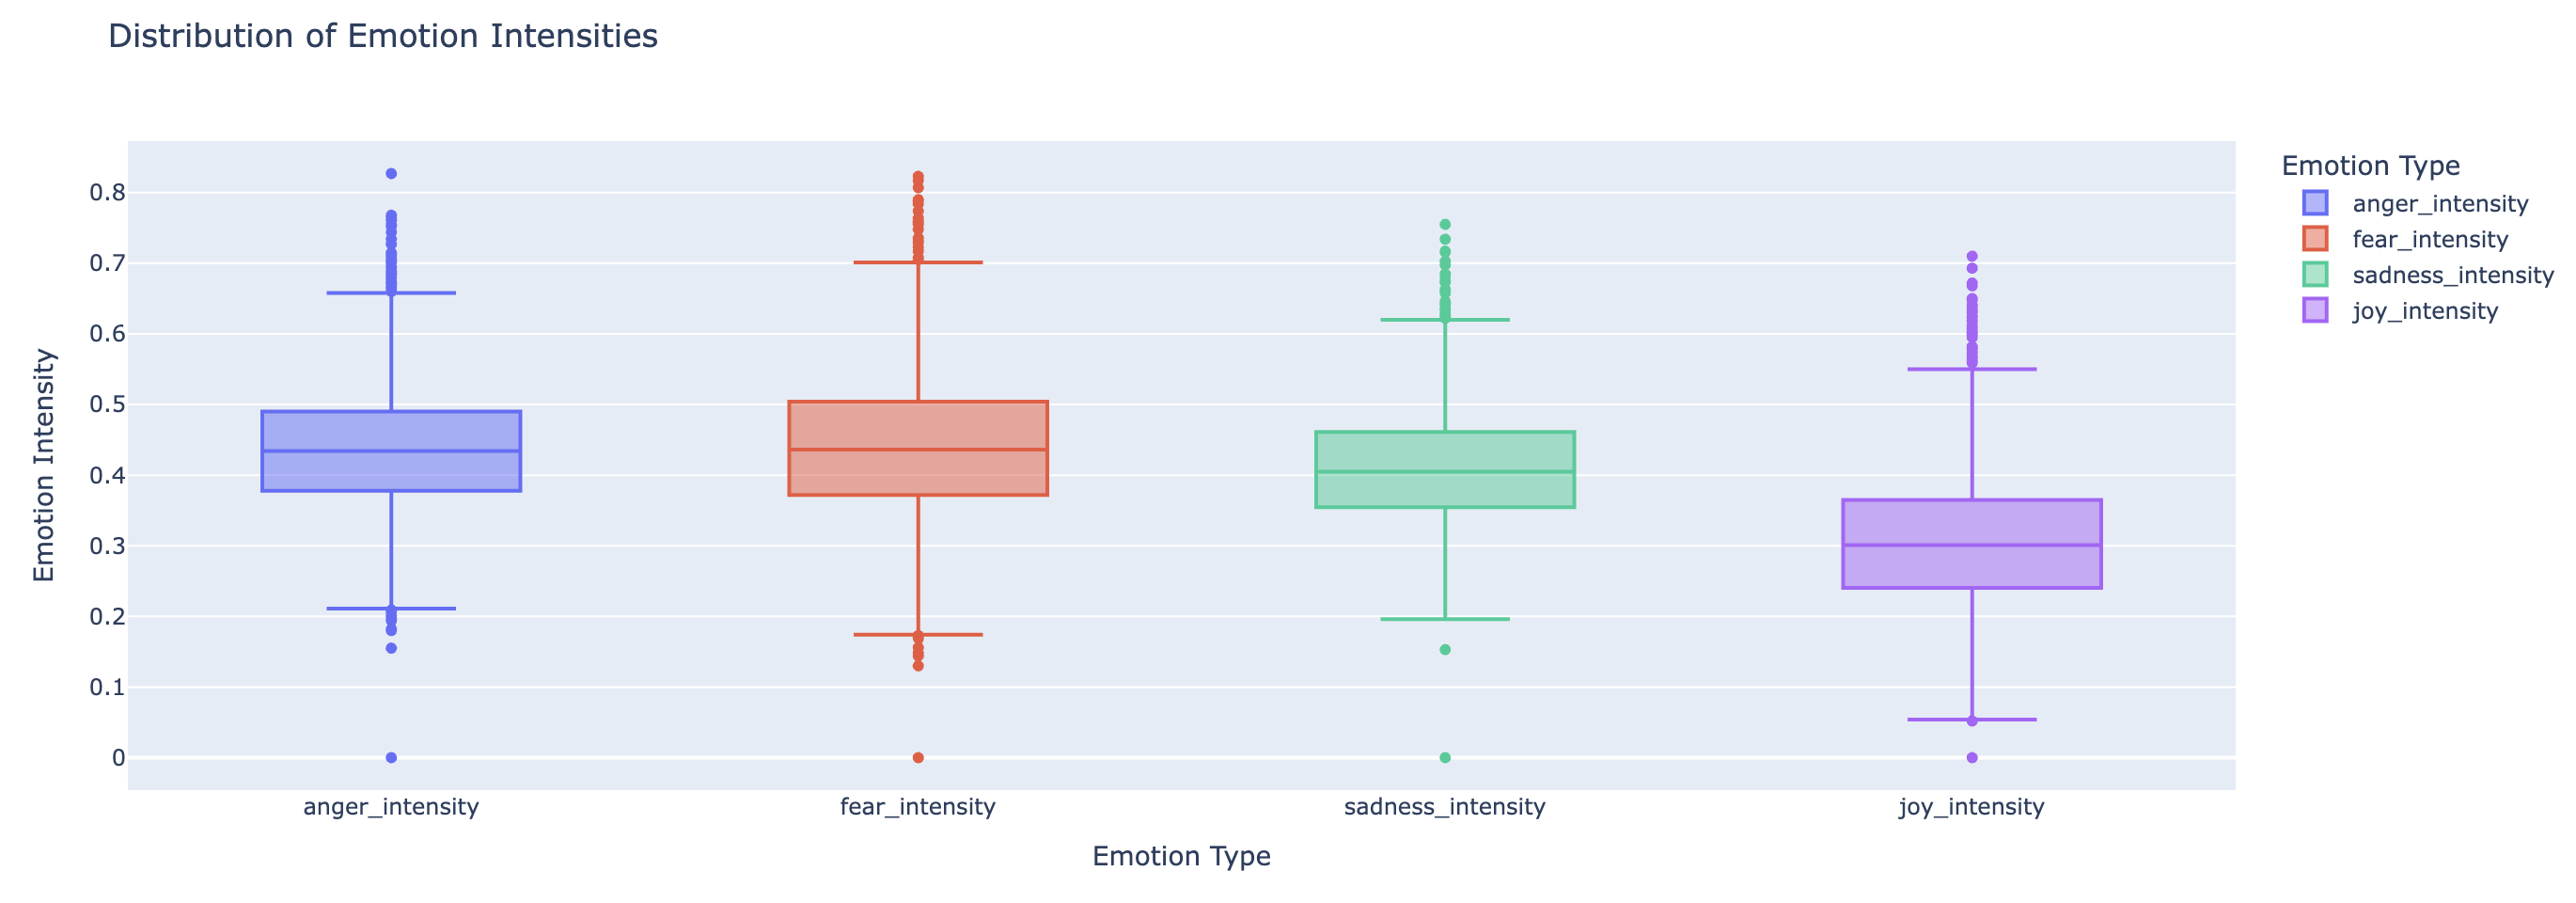 Distribution of Emotion Intensities
Emotion Intensity
0.8
0.7
0.6
0.5
0.4
0.3
0.2
0.1
0
anger_intensity
fear_intensity
sadness_intensity
joy_intensity
Emotion Type
Emotion Type
anger_intensity
fear_intensity
sadness_intensity
joy_intensity